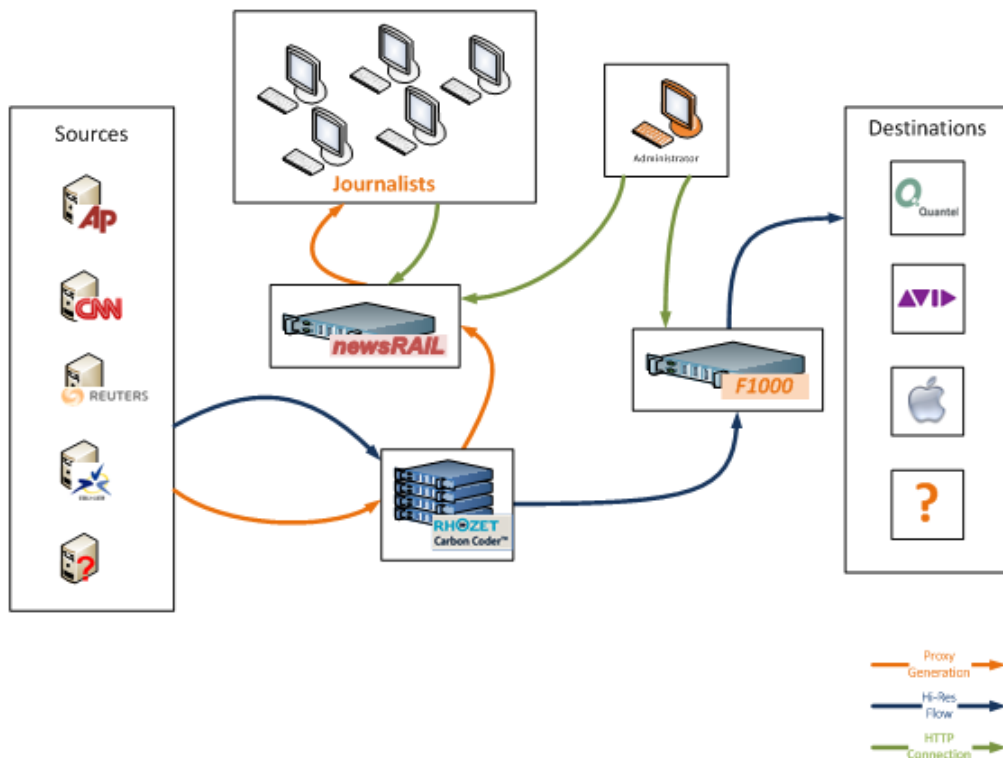 Sources
AP
CNN
REUTERS
?
Journalists
Administrator
newsRAIL
F1000
RHOZET
Carbon Coder™
Destinations
Quantel
AVID
?
Proxy
Generation
Hi-Res
Flow
HTTP
Connection